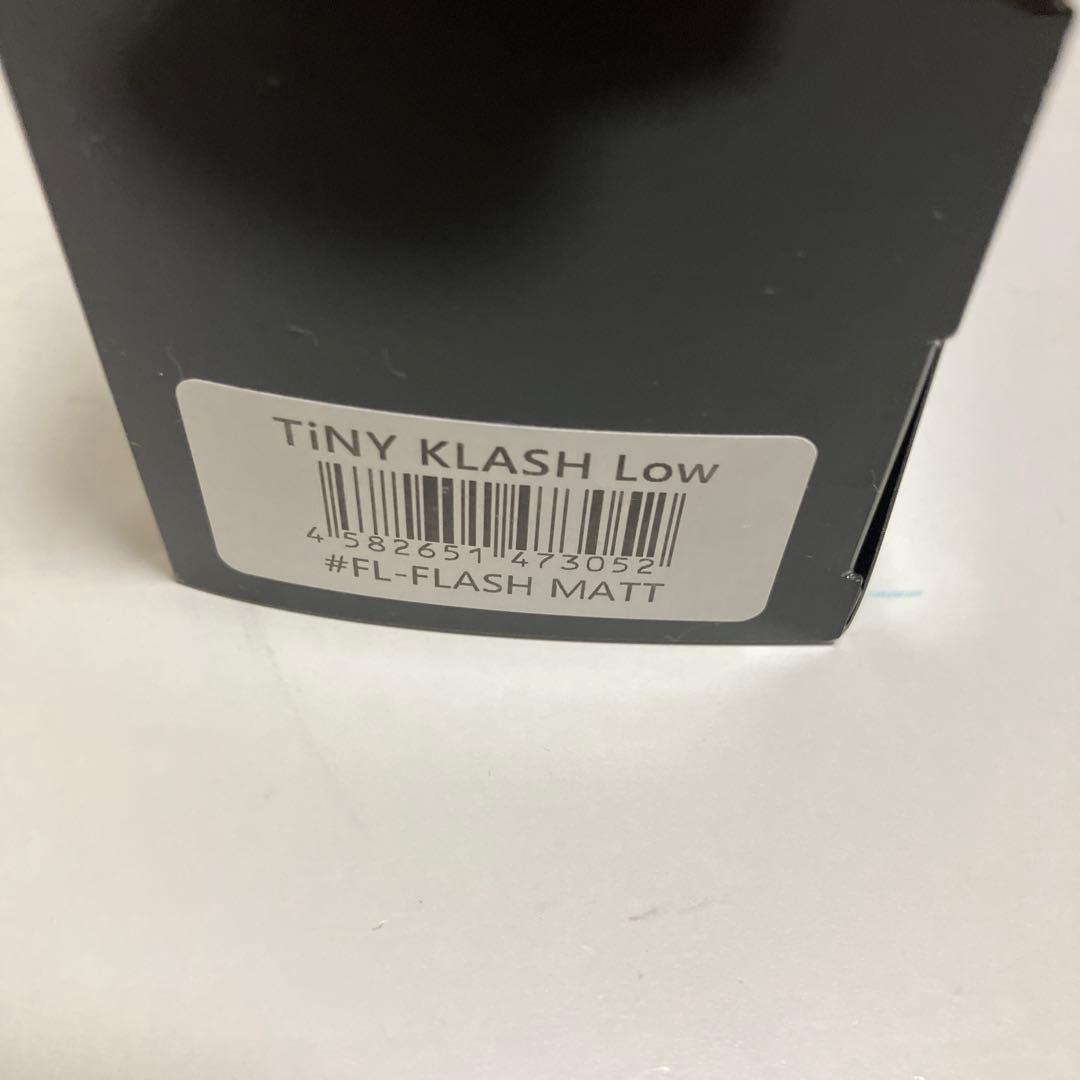 TiNY KLASH Low
4 582651 473052
#FL-FLASH MATT